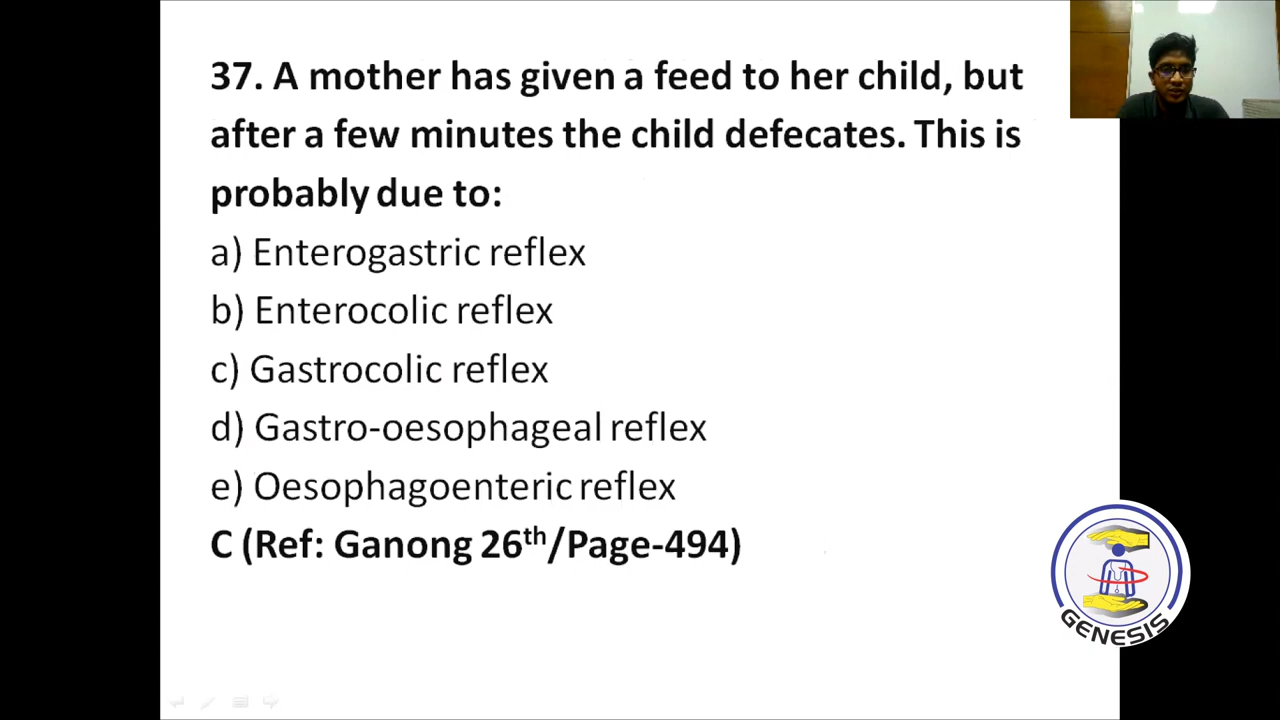 37. A mother has given a feed to her child, but
after a few minutes the child defecates. This is
probably due to:
a) Enterogastric reflex
b) Enterocolic reflex
c) Gastrocolic reflex
d) Gastro-oesophageal reflex
e) Oesophagoenteric reflex
C (Ref: Ganong 26th/Page-494)
GENESIS